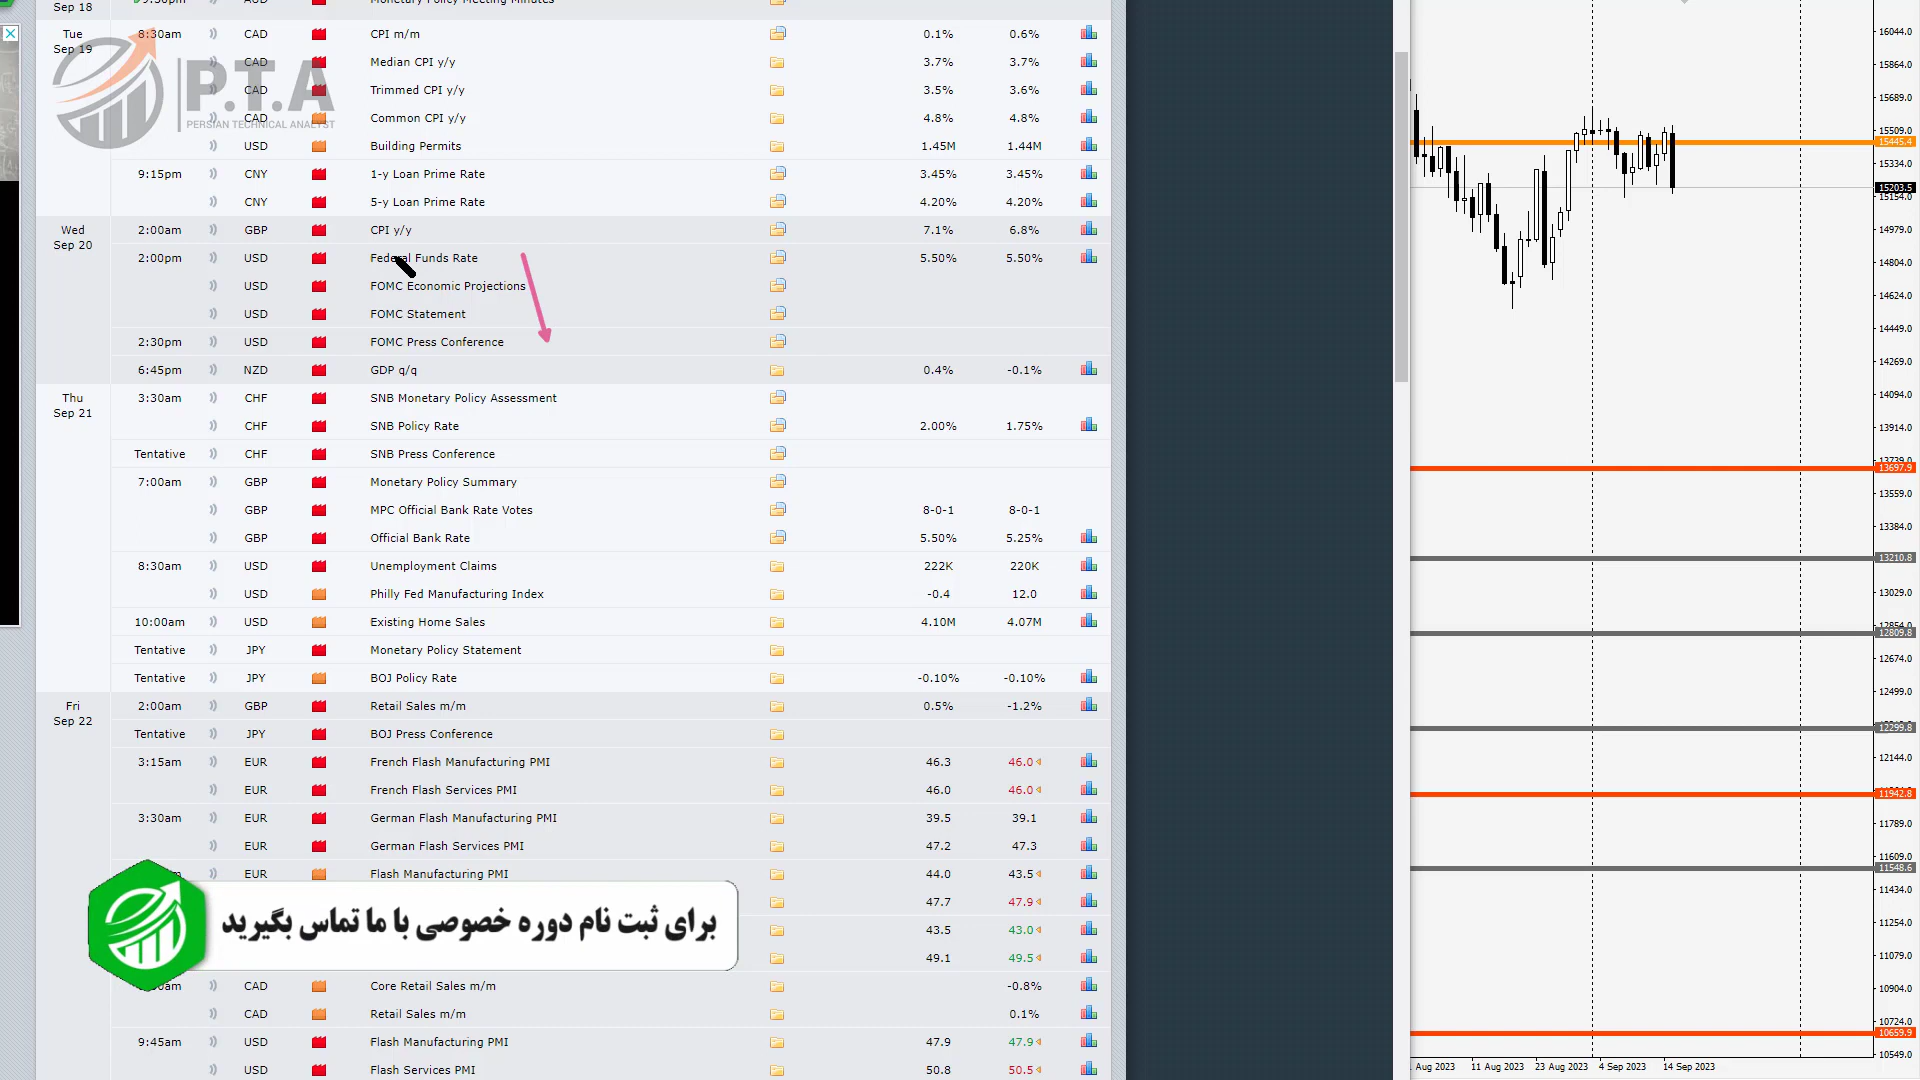 Sep 18 9:30pm AUD Monetary Policy Meeting Minutes
Tue Sep 19 8:30am CAD CPI m/m 0.1% 0.6%
CAD Median CPI y/y 3.7% 3.7%
CAD Trimmed CPI y/y 3.5% 3.6%
CAD Common CPI y/y 4.8% 4.8%
P.T.A
PERSIAN TECHNICAL ANALYST
USD Building Permits 1.45M 1.44M
9:15pm CNY 1-y Loan Prime Rate 3.45% 3.45%
CNY 5-y Loan Prime Rate 4.20% 4.20%
Wed Sep 20 2:00am GBP CPI y/y 7.1% 6.8%
2:00pm USD Federal Funds Rate 5.50% 5.50%
USD FOMC Economic Projections
USD FOMC Statement
2:30pm USD FOMC Press Conference
6:45pm NZD GDP q/q 0.4% -0.1%
Thu Sep 21 3:30am CHF SNB Monetary Policy Assessment
CHF SNB Policy Rate 2.00% 1.75%
Tentative CHF SNB Press Conference
7:00am GBP Monetary Policy Summary
GBP MPC Official Bank Rate Votes 8-0-1 8-0-1
GBP Official Bank Rate 5.50% 5.25%
8:30am USD Unemployment Claims 222K 220K
USD Philly Fed Manufacturing Index -0.4 12.0
10:00am USD Existing Home Sales 4.10M 4.07M
Tentative JPY Monetary Policy Statement
Tentative JPY BOJ Policy Rate -0.10% -0.10%
Fri Sep 22 2:00am GBP Retail Sales m/m 0.5% -1.2%
Tentative JPY BOJ Press Conference
3:15am EUR French Flash Manufacturing PMI 46.3 46.0
EUR French Flash Services PMI 46.0 46.0
3:30am EUR German Flash Manufacturing PMI 39.5 39.1
EUR German Flash Services PMI 47.2 47.3
EUR Flash Manufacturing PMI 44.0 43.5
47.7 47.9
برای ثبت نام دوره خصوصی با ما تماس بگیرید
43.5 43.0
49.1 49.5
CAD Core Retail Sales m/m -0.8%
CAD Retail Sales m/m 0.1%
9:45am USD Flash Manufacturing PMI 47.9 47.9
USD Flash Services PMI 50.8 50.5
16044.0
15864.0
15689.0
15509.0
15445.4
15334.0
15203.5
15154.0
14979.0
14804.0
14624.0
14449.0
14269.0
14094.0
13914.0
13739.0
13697.9
13559.0
13384.0
13210.8
13029.0
12854.0
12809.8
12674.0
12499.0
12299.8
12144.0
11942.8
11789.0
11609.0
11548.6
11434.0
11254.0
11079.0
10904.0
10724.0
10659.9
10549.0
Aug 2023 11 Aug 2023 23 Aug 2023 4 Sep 2023 14 Sep 2023